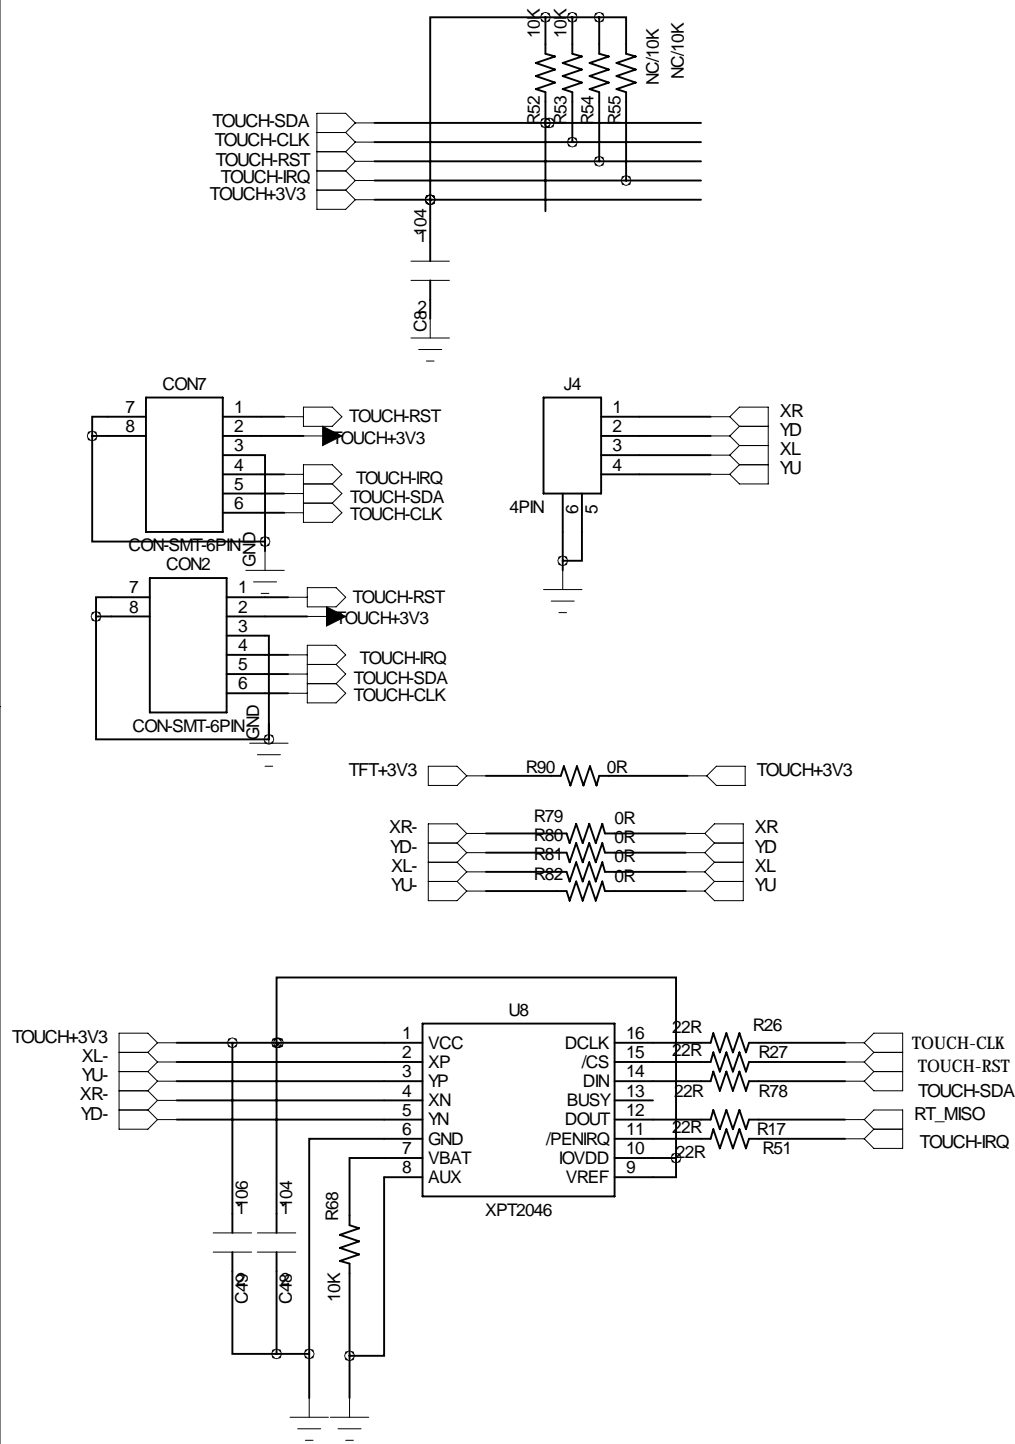 10K
10K
NC/10K
NC/10K
R52
R53
R54
R55
TOUCH-SDA
TOUCH-CLK
TOUCH-RST
TOUCH-IRQ
TOUCH+3V3
104
1
2
C8
CON7
7
8
1
2
3
4
5
6
TOUCH-RST
TOUCH+3V3
TOUCH-IRQ
TOUCH-SDA
TOUCH-CLK
CON-SMT-6PIN
GND
J4
1
2
3
4
XR
YD
XL
YU
4PIN
6
5
CON2
7
8
1
2
3
4
5
6
TOUCH-RST
TOUCH+3V3
TOUCH-IRQ
TOUCH-SDA
TOUCH-CLK
CON-SMT-6PIN
GND
TFT+3V3
R90
0R
TOUCH+3V3
XR-
R79
0R
XR
YD-
R80
0R
YD
XL-
R81
0R
XL
YU-
R82
0R
YU
U8
TOUCH+3V3
XL-
YU-
XR-
YD-
1 VCC
2 XP
3 YP
4 XN
5 YN
6 GND
7 VBAT
8 AUX
DCLK 16
/CS 15
DIN 14
BUSY 13
DOUT 12
/PENIRQ 11
IOVDD 10
VREF 9
XPT2046
22R
R26
22R
R27
22R
R78
22R
R17
22R
R51
TOUCH-CLK
TOUCH-RST
TOUCH-SDA
RT_MISO
TOUCH-IRQ
106
1
104
1
R68
10K
C49
2
C48
2